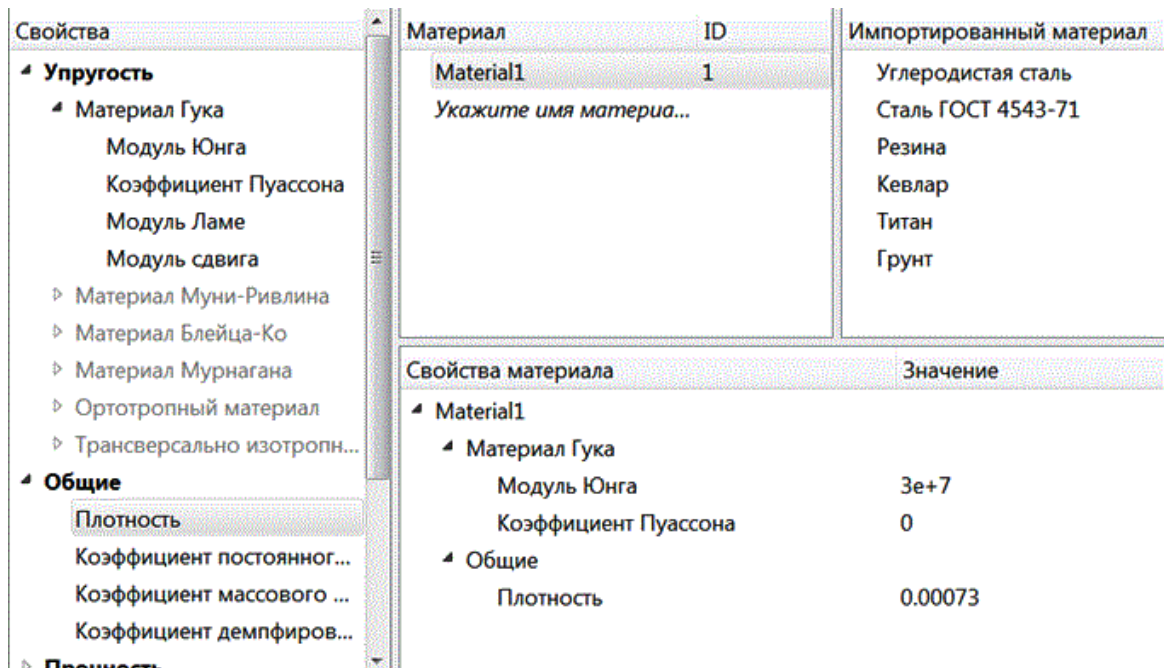 Свойства
Упругость
Материал Гука
Модуль Юнга
Коэффициент Пуассона
Модуль Ламе
Модуль сдвига
Материал Муни-Ривлина
Материал Блейца-Ко
Материал Мурнагана
Ортотропный материал
Трансверсально изотропн...
Общие
Плотность
Коэффициент постоянног...
Коэффициент массового ...
Коэффициент демпфиров...
Прочность
Материал ID
Material1 1
Укажите имя материа...
Импортированный материал
Углеродистая сталь
Сталь ГОСТ 4543-71
Резина
Кевлар
Титан
Грунт
Свойства материала Значение
Material1
Материал Гука
Модуль Юнга 3e+7
Коэффициент Пуассона 0
Общие
Плотность 0.00073